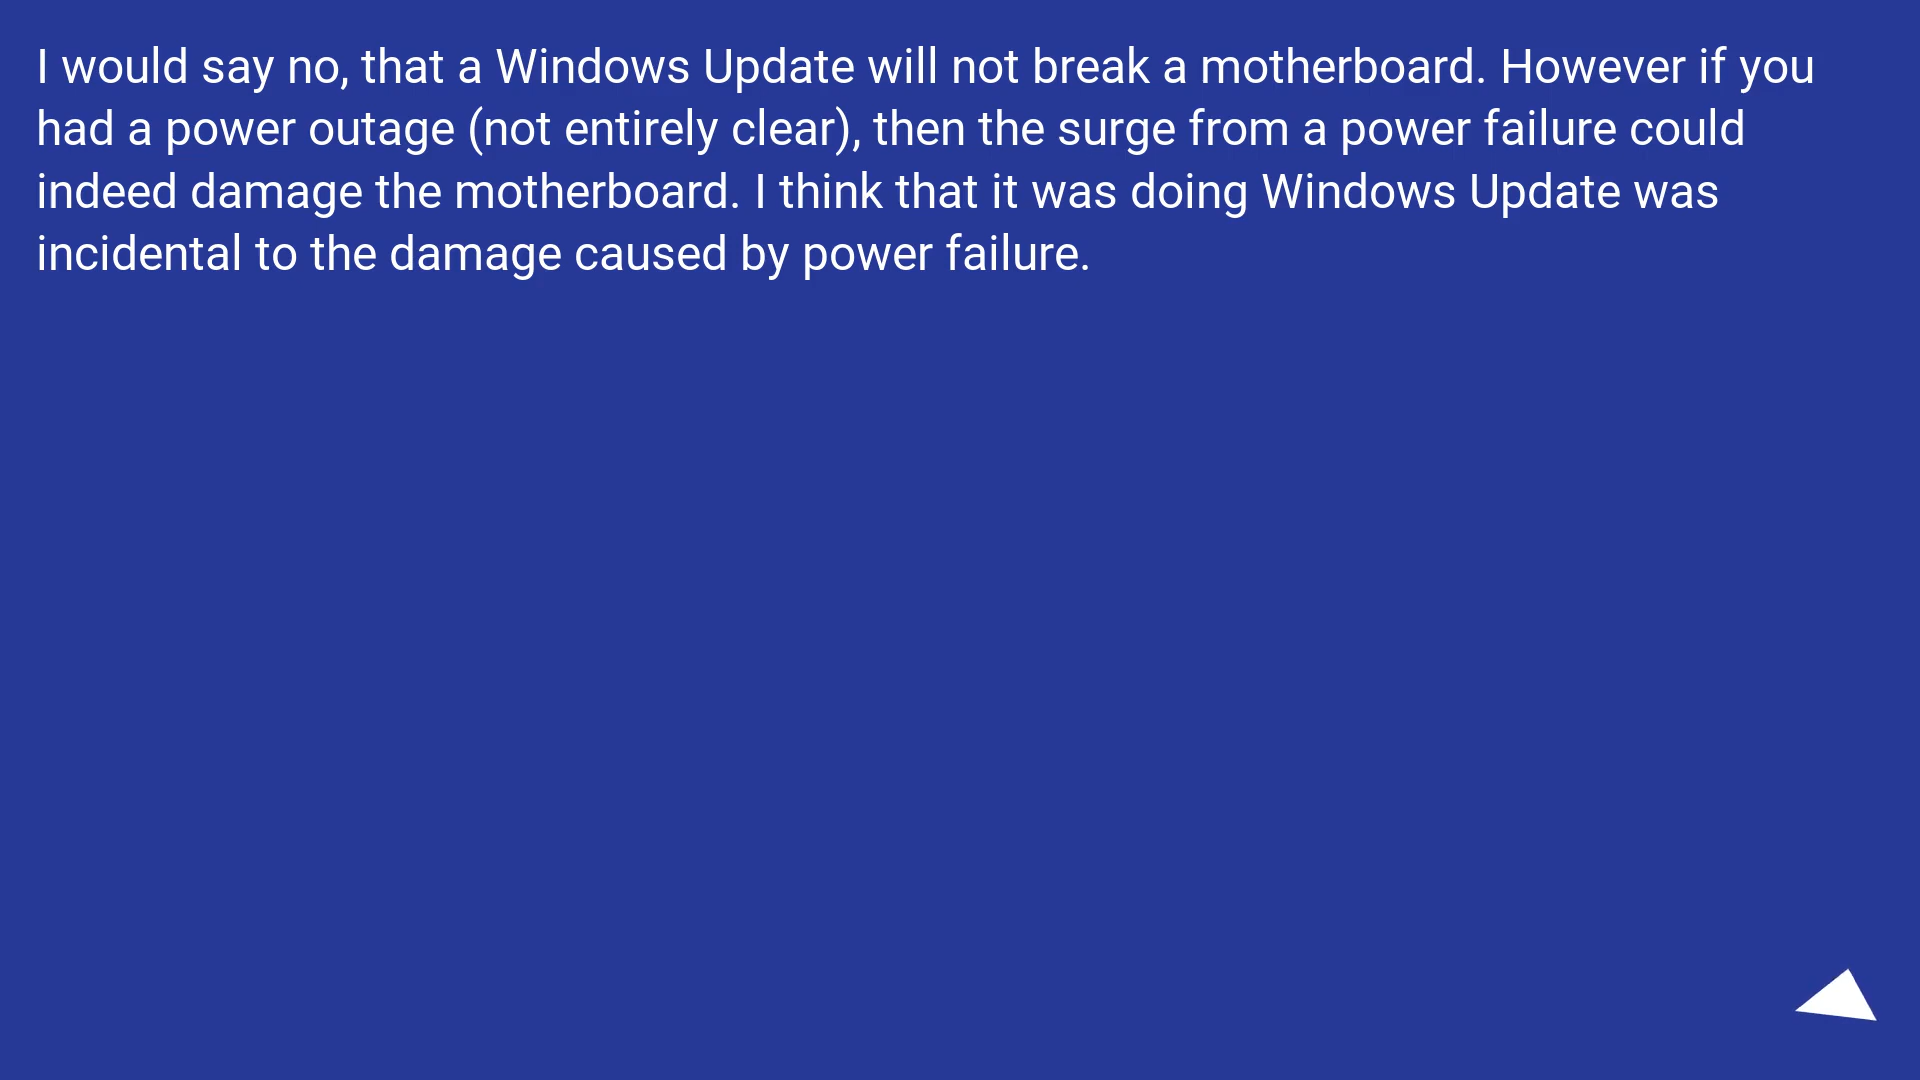 I would say no, that a Windows Update will not break a motherboard. However if you
had a power outage (not entirely clear), then the surge from a power failure could
indeed damage the motherboard. I think that it was doing Windows Update was
incidental to the damage caused by power failure.